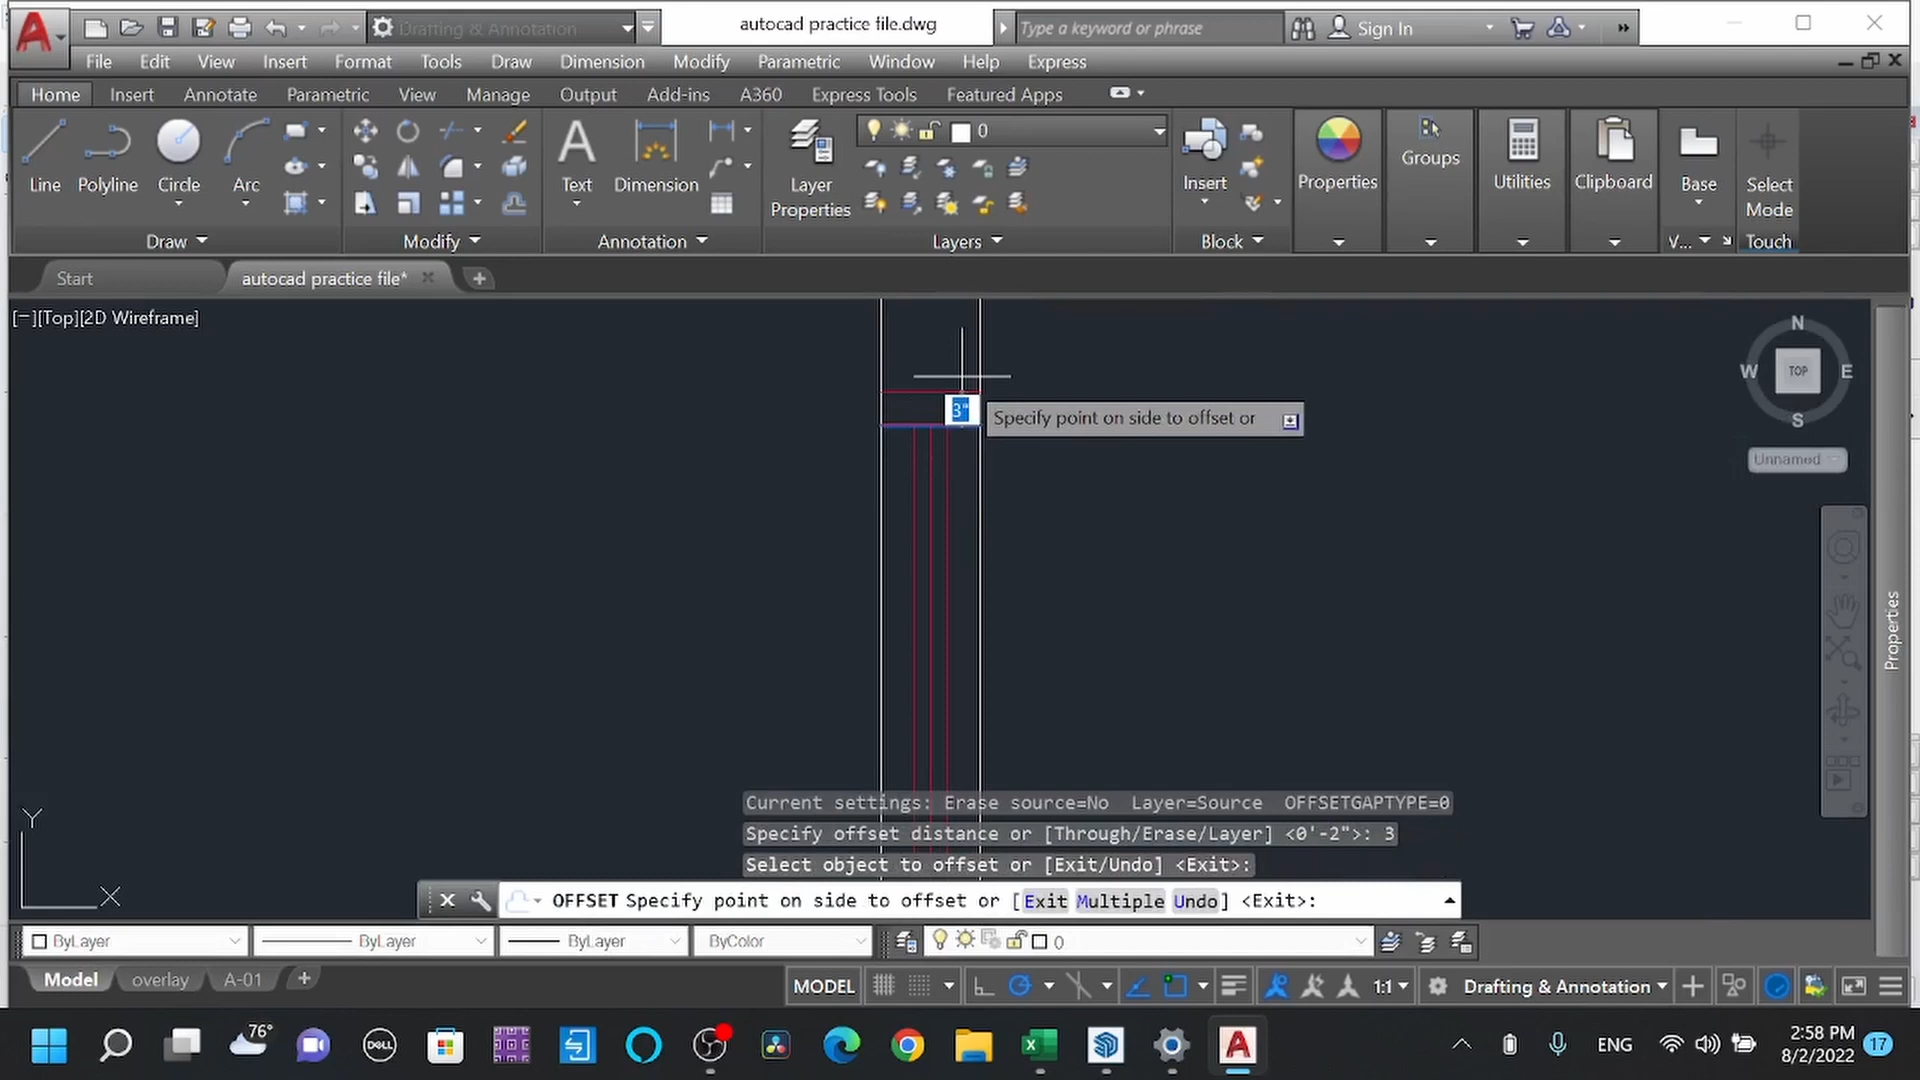 autocad practice file.dwg
Drafting & Annotation
Type a keyword or phrase
Sign In
File Edit View Insert Format Tools Draw Dimension Modify Parametric Window Help Express
Home Insert Annotate Parametric View Manage Output Add-ins A360 Express Tools Featured Apps
0
Line Polyline Circle Arc
Text Dimension
Layer
Properties
Insert
Properties
Groups
Utilities
Clipboard
Base
Select
Mode
Draw Modify Annotation Layers Block V... Touch
Start autocad practice file*
[−][Top][2D Wireframe]
N
W TOP E
S
Unnamed
3"
Specify point on side to offset or
Properties
Current settings: Erase source=No Layer=Source OFFSETGAPTYPE=0
Specify offset distance or [Through/Erase/Layer] <0'-2">: 3
Select object to offset or [Exit/Undo] <Exit>:
OFFSET Specify point on side to offset or [Exit Multiple Undo] <Exit>:
Y
X
ByLayer ByLayer ByLayer ByColor 0
Model overlay A-01
MODEL 1:1 Drafting & Annotation
76°
DELL
ENG
2:58 PM
8/2/2022
17